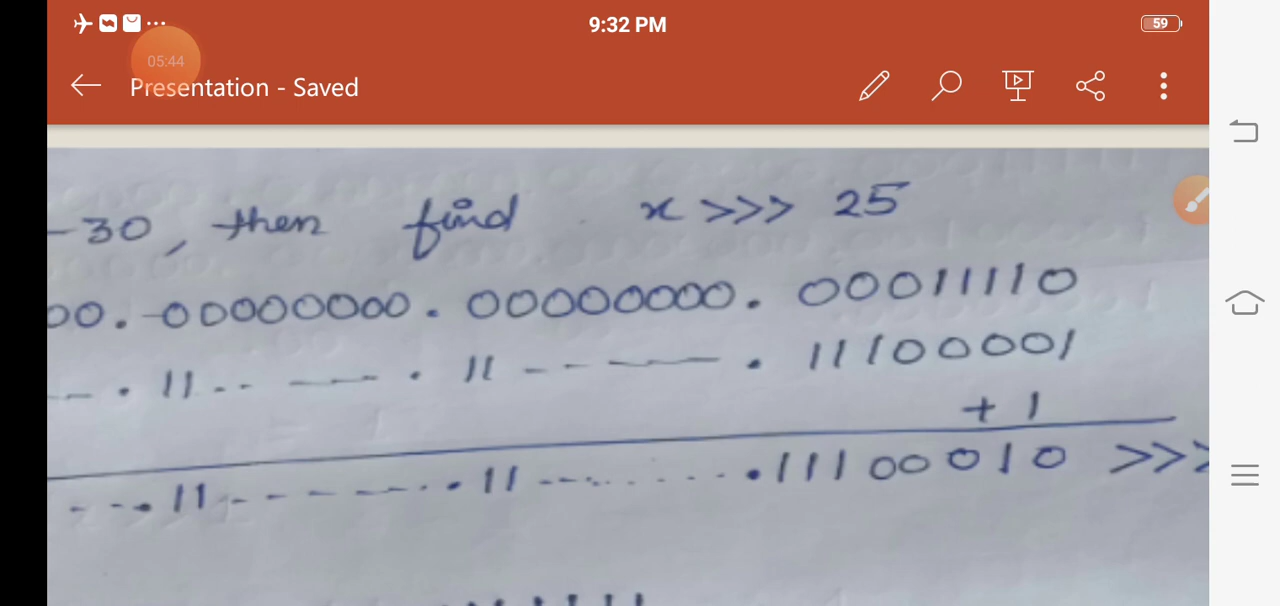 9:32 PM
59
05:44
Presentation - Saved
-30, then find x >>> 25
00. 00000000. 00000000. 00011110
--. 11.. ---. 11 -----. 11100001
+ 1
---. 11--------. 11 --------. 11100010 >>>